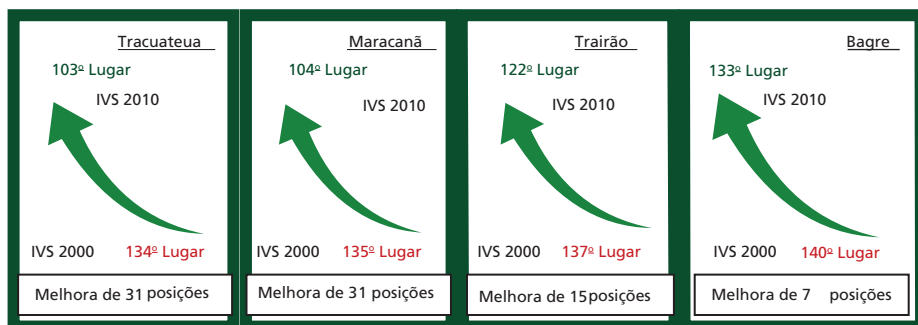 Tracuateua
103º Lugar
IVS 2010
IVS 2000 134º Lugar
Melhora de 31 posições
Maracanã
104º Lugar
IVS 2010
IVS 2000 135º Lugar
Melhora de 31 posições
Trairão
122º Lugar
IVS 2010
IVS 2000 137º Lugar
Melhora de 15 posições
Bagre
133º Lugar
IVS 2010
IVS 2000 140º Lugar
Melhora de 7 posições